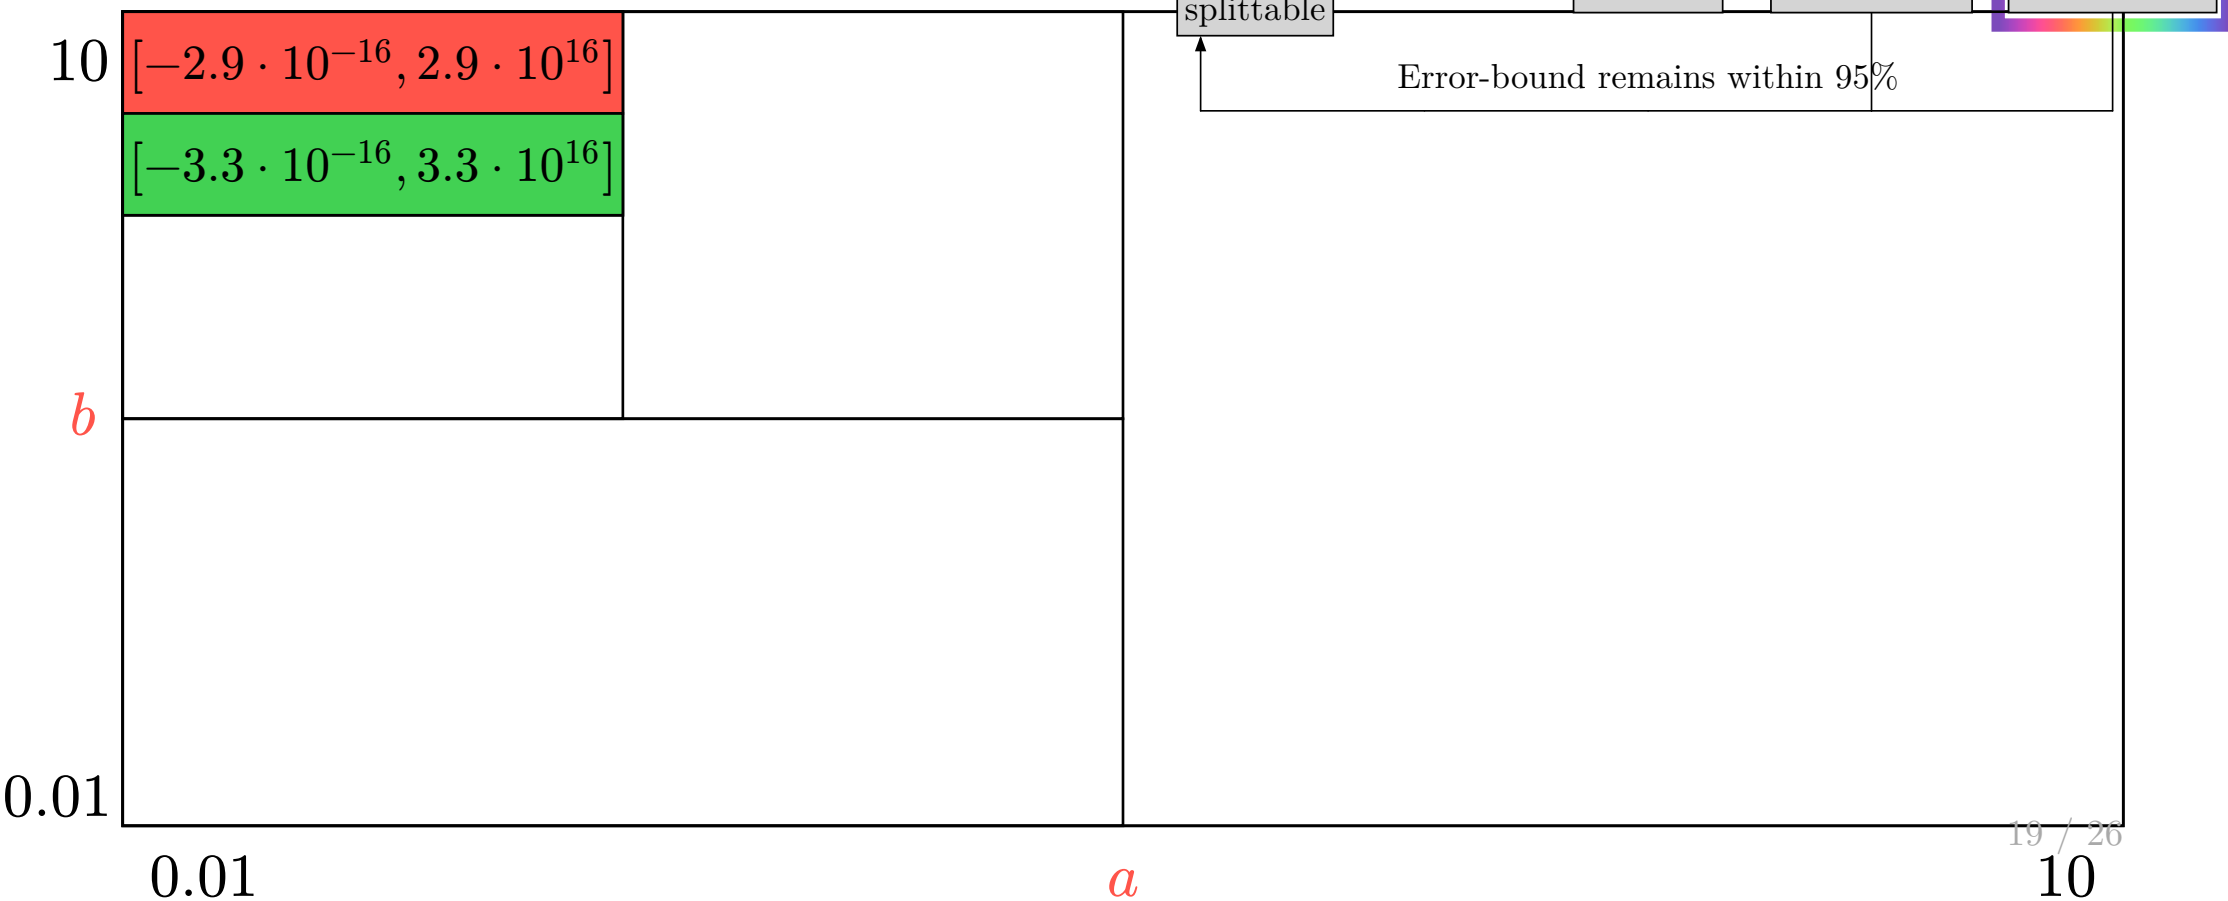 splittable
10
[−2.9 · 10^{−16}, 2.9 · 10^{16}]
Error-bound remains within 95%
[−3.3 · 10^{−16}, 3.3 · 10^{16}]
b
0.01
19 / 26
0.01
a
10